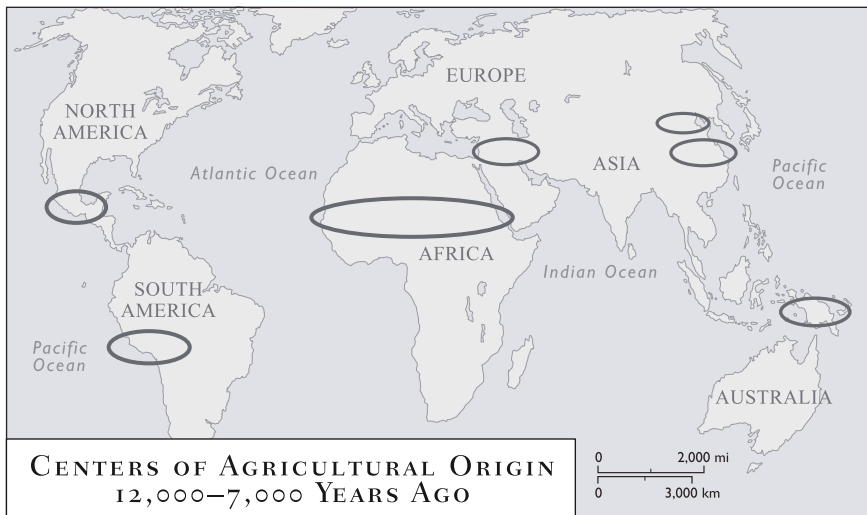 EUROPE
NORTH
AMERICA
ASIA
Pacific
Ocean
Atlantic Ocean
AFRICA
Indian Ocean
SOUTH
AMERICA
Pacific
Ocean
AUSTRALIA
CENTERS OF AGRICULTURAL ORIGIN
12,000–7,000 YEARS AGO
0 2,000 mi
0 3,000 km